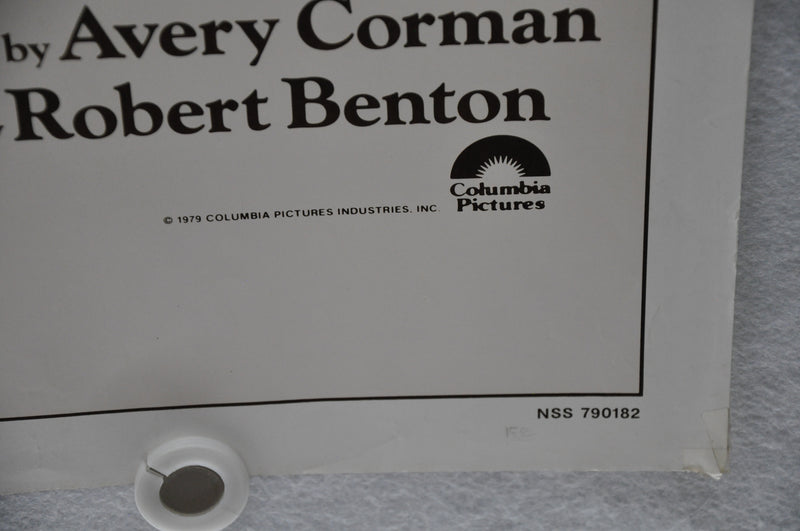 by Avery Corman
Robert Benton
Columbia
Pictures
© 1979 COLUMBIA PICTURES INDUSTRIES, INC.
NSS 790182